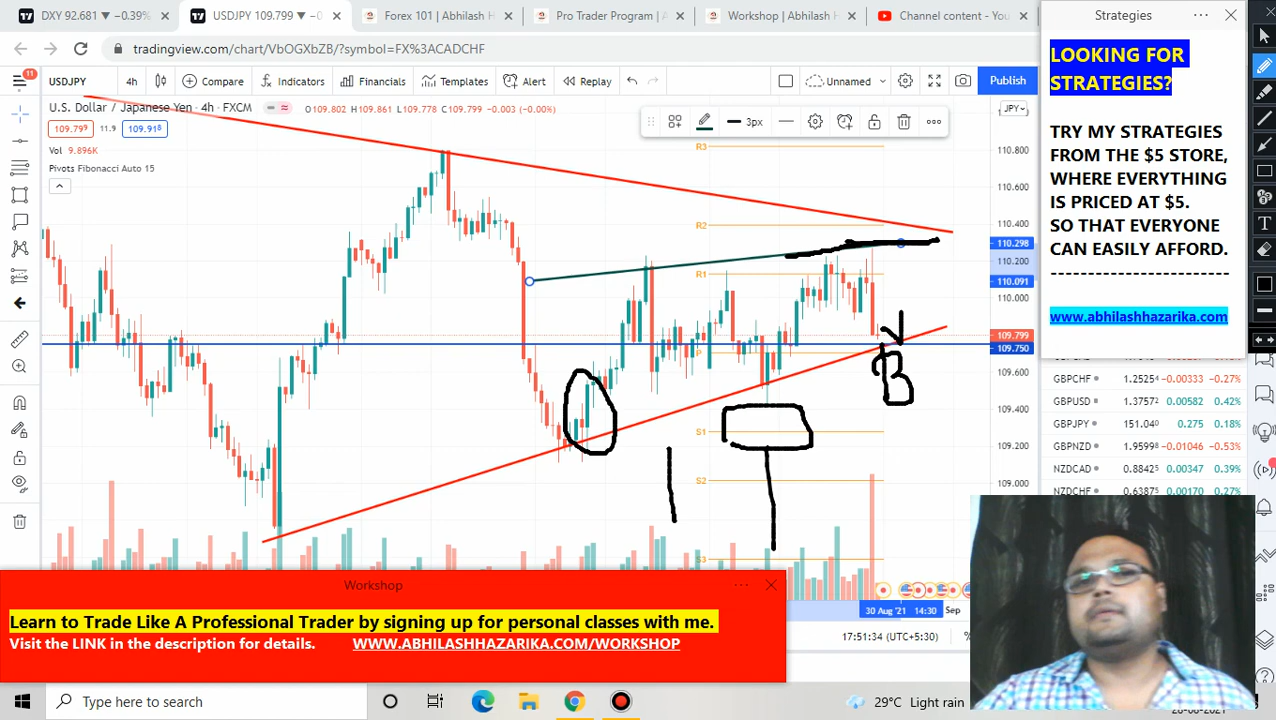 DXY 92.681 ▼ −0.39%
USDJPY 109.799 ▼ −0
Forex 101 | Abhilash H
Pro Trader Program | A
Workshop | Abhilash H
Channel content - You
tradingview.com/chart/VbOGXbZB/?symbol=FX%3ACADCHF
11
USDJPY 4h Compare Indicators Financials Templates Alert Replay Unnamed Publish
U.S. Dollar / Japanese Yen · 4h · FXCM O109.802 H109.861 L109.778 −0.003 (−0.00
109.799 11.9 109.918
Vol 9.896K
Pivots Fibonacci Auto 15
3px
JPY
R3
R2
R1
P
S1
S2
S3
B
110.800
110.600
110.400
110.298
110.200
110.091
110.000
109.799
109.750
109.600
109.400
109.200
109.000
30 Aug '21 14:30 Sep
17:51:34 (UTC+5:30) %
Strategies
LOOKING FOR
STRATEGIES?
TRY MY STRATEGIES
FROM THE $5 STORE,
WHERE EVERYTHING
IS PRICED AT $5.
SO THAT EVERYONE
CAN EASILY AFFORD.
-------------------------
www.abhilashhazarika.com
GBPCHF 1.25254 −0.00333 −0.27%
GBPUSD 1.37572 0.00582 0.42%
GBPJPY 151.040 0.275 0.18%
GBPNZD 1.95998 −0.01046 −0.53%
NZDCAD 0.88425 0.00347 0.39%
NZDCHF 0.63875 0.00170 0.27%
Workshop
Learn to Trade Like A Professional Trader by signing up for personal classes with me.
Visit the LINK in the description for details. WWW.ABHILASHHAZARIKA.COM/WORKSHOP
Type here to search
29°C Light rain